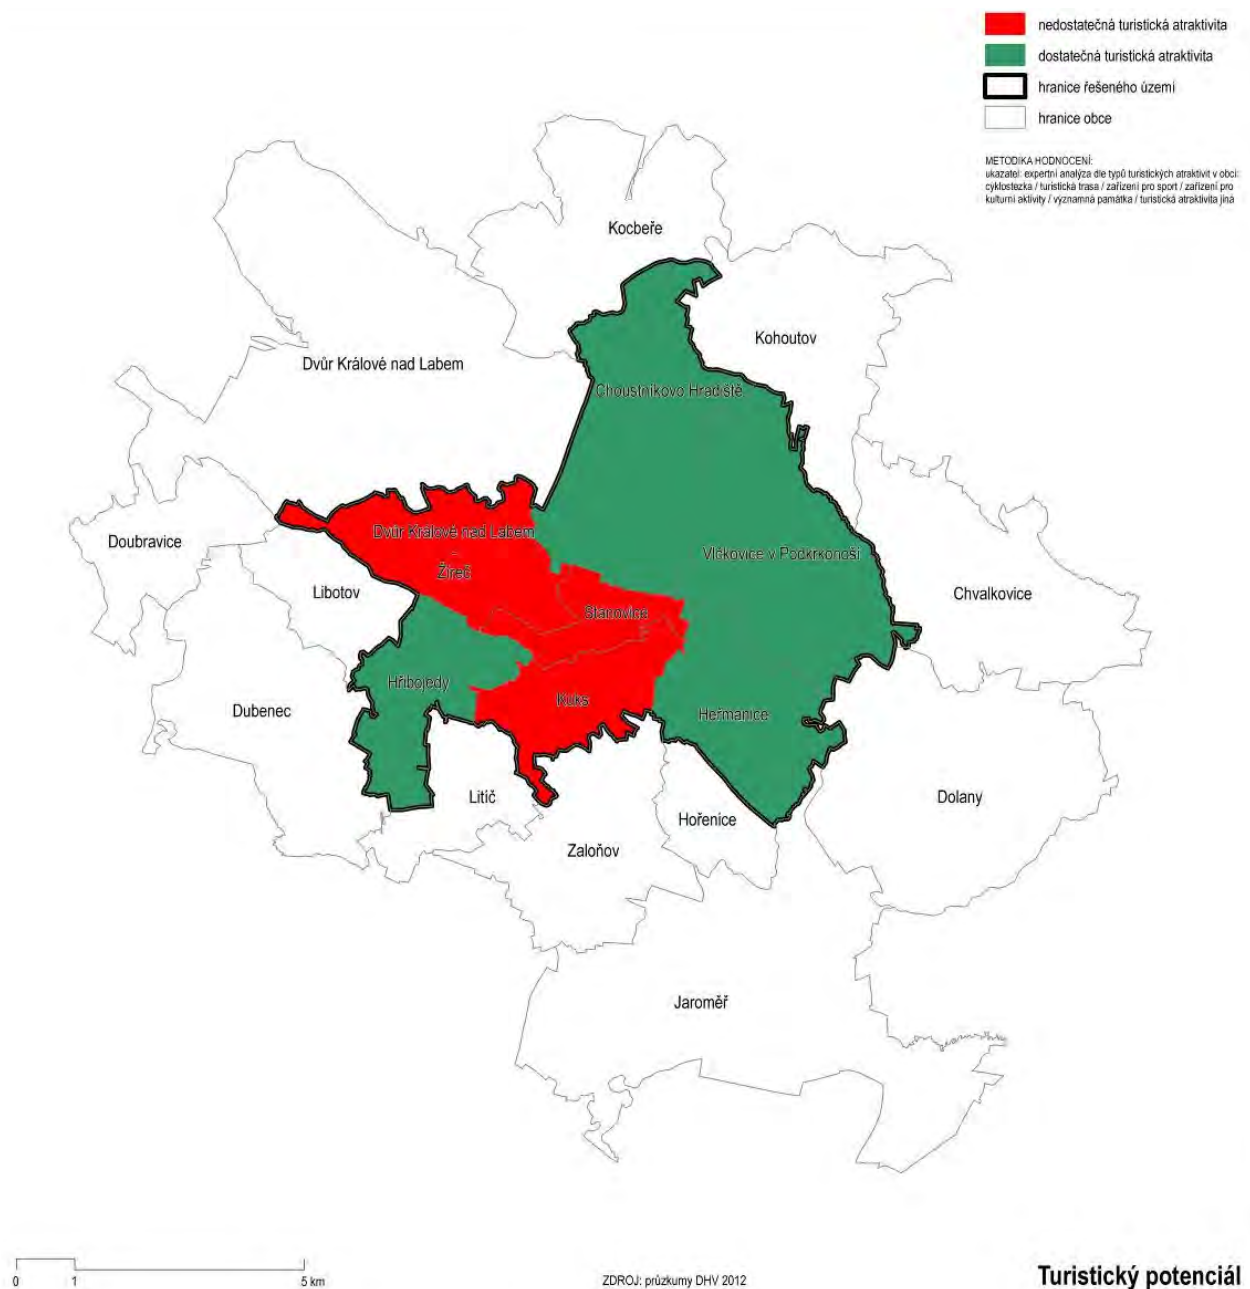 nedostatečná turistická atraktivita
dostatečná turistická atraktivita
hranice řešeného území
hranice obce
METODIKA HODNOCENÍ:
ukazatel: expertní analýza dle typů turistických atraktivit v obci:
cyklostezka / turistická trasa / zařízení pro sport / zařízení pro
kulturní aktivity / významná památka / turistická atraktivita jiná
Kocbeře
Kohoutov
Dvůr Králové nad Labem
Choustníkovo Hradiště
Dvůr Králové nad Labem
-
Žireč
Doubravice
Vlčkovice v Podkrkonoší
Libotov
Chvalkovice
Stanovice
Hřibojedy
Kuks
Dubenec
Heřmanice
Litíč
Dolany
Hořenice
Zaloňov
Jaroměř
0 1 5 km
ZDROJ: průzkumy DHV 2012
Turistický potenciál